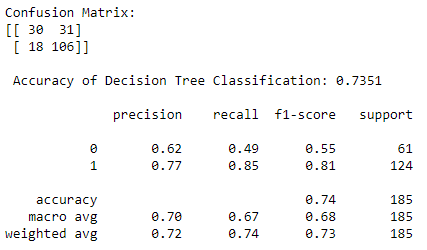 Confusion Matrix:
[[ 30  31]
 [ 18 106]]
Accuracy of Decision Tree Classification: 0.7351
precision    recall  f1-score   support
0       0.62      0.49      0.55        61
1       0.77      0.85      0.81       124
accuracy                           0.74       185
macro avg       0.70      0.67      0.68       185
weighted avg       0.72      0.74      0.73       185